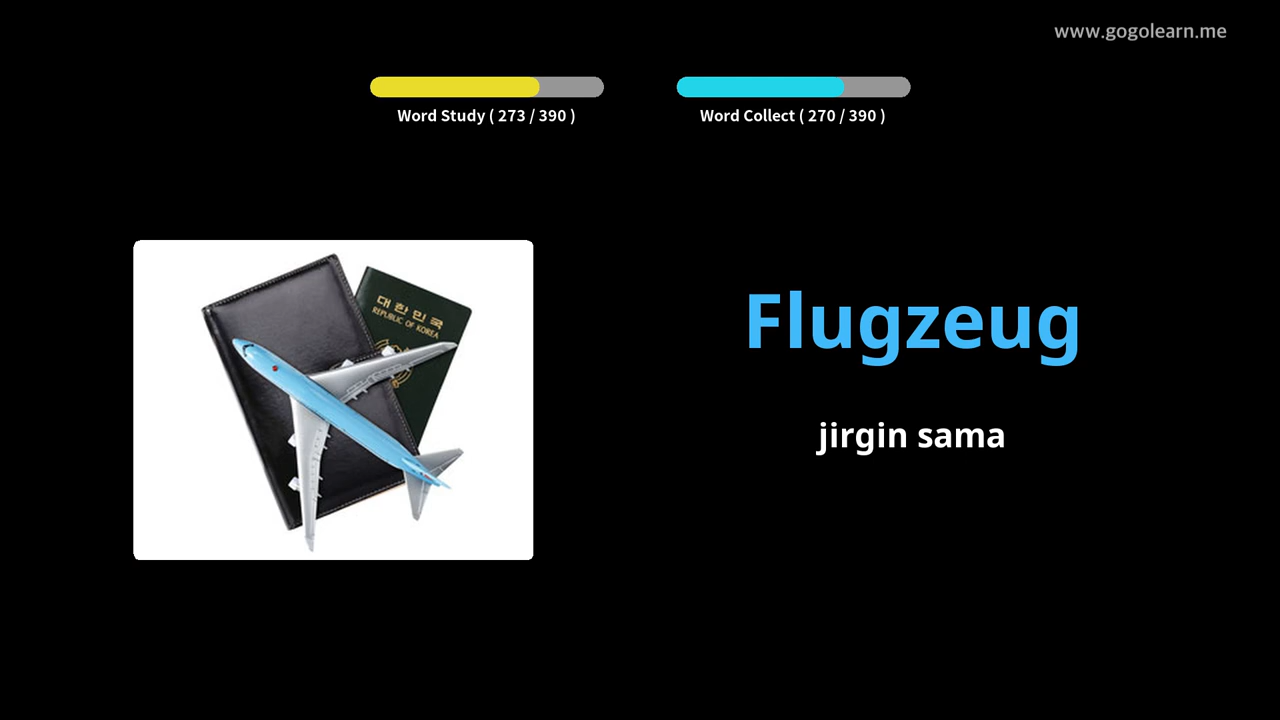 www.gogolearn.me
Word Study ( 273 / 390 )
Word Collect ( 270 / 390 )
대한민국
REPUBLIC OF KOREA
Flugzeug
jirgin sama